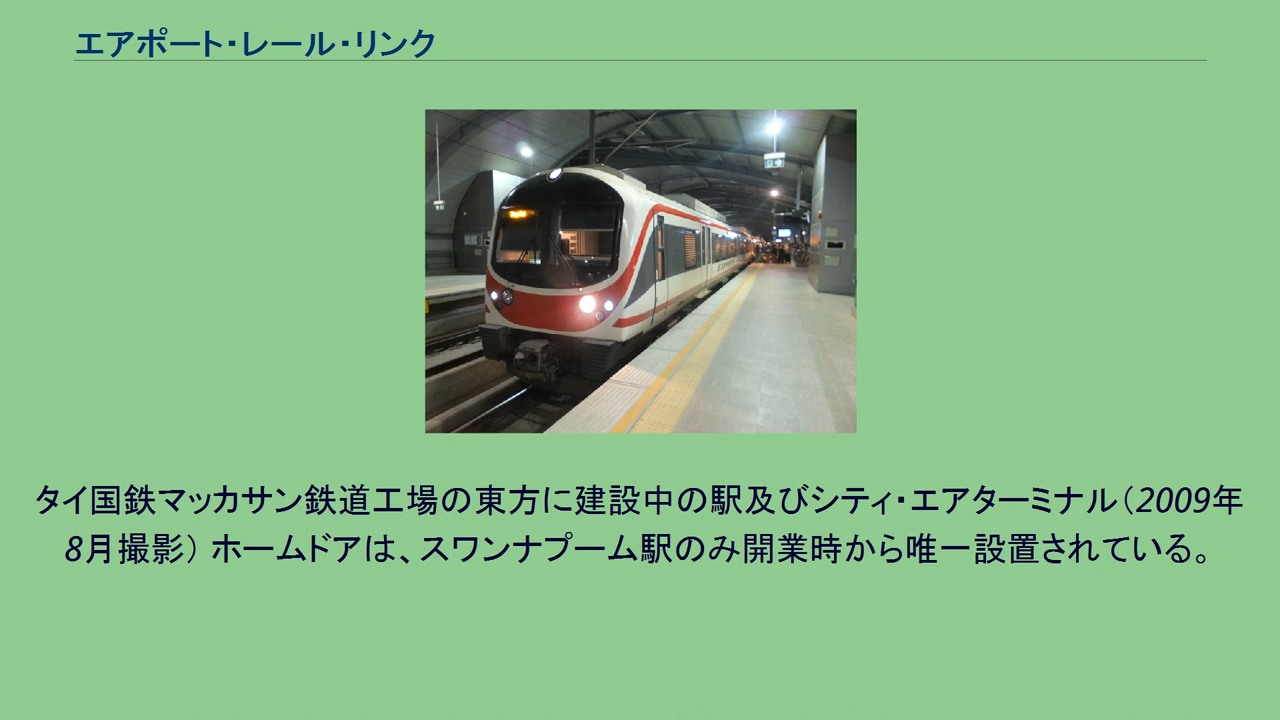 エアポート・レール・リンク
タイ国鉄マッカサン鉄道工場の東方に建設中の駅及びシティ・エアターミナル（2009年
8月撮影） ホームドアは、スワンナプーム駅のみ開業時から唯一設置されている。